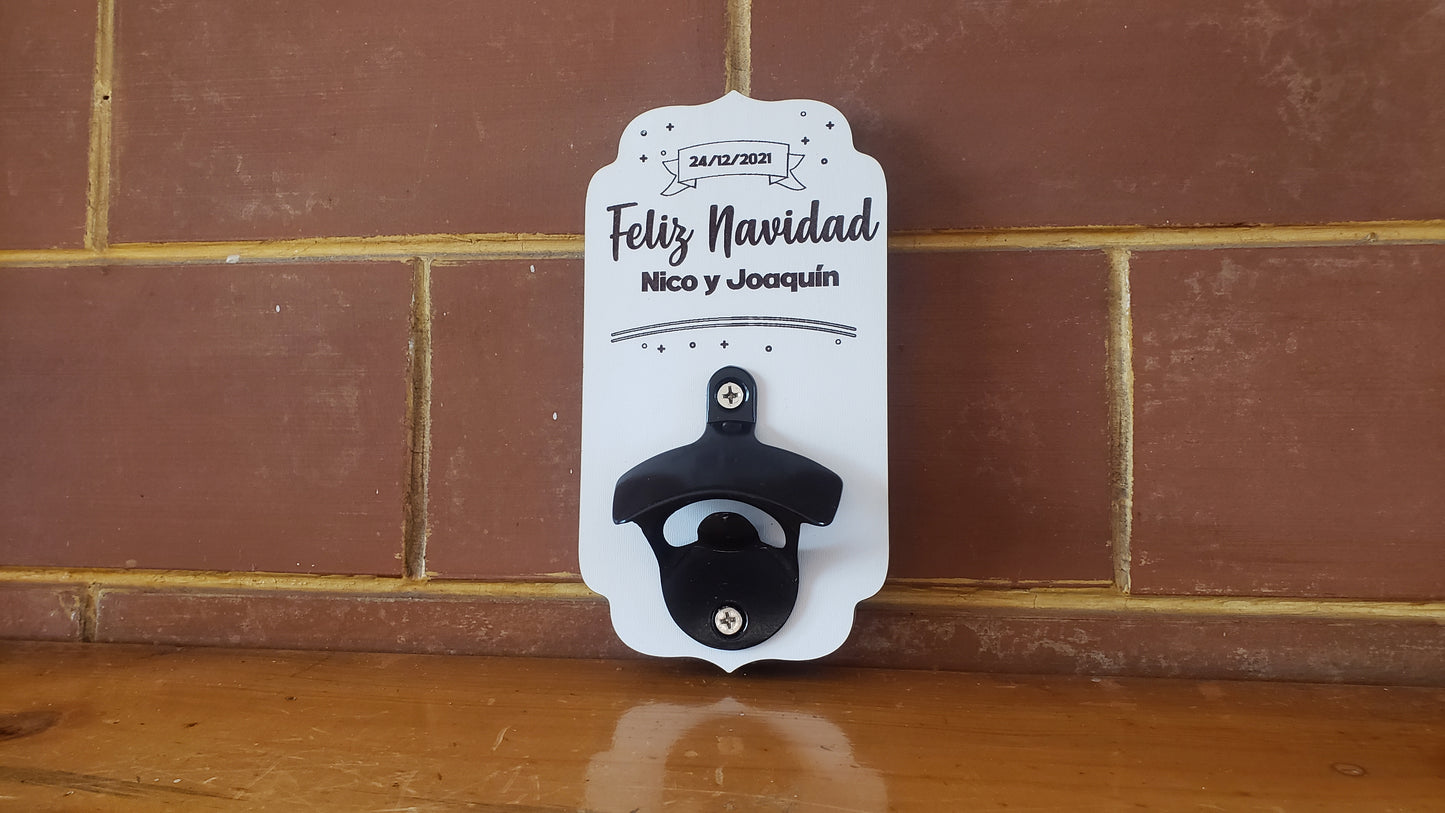 24/12/2021
Feliz Navidad
Nico y Joaquín